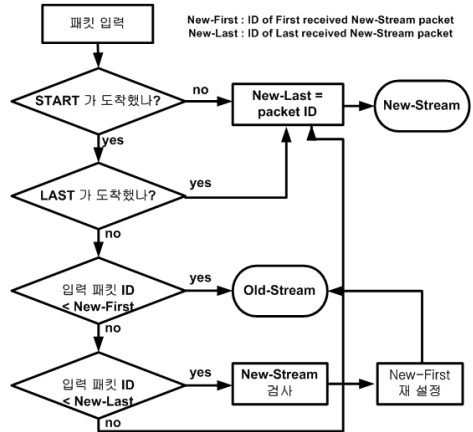 패킷 입력
New-First : ID of First received New-Stream packet
New-Last : ID of Last received New-Stream packet
START 가 도착했나?
no
New-Last =
packet ID
New-Stream
yes
LAST 가 도착했나?
yes
no
입력 패킷 ID
< New-First
yes
Old-Stream
no
입력 패킷 ID
< New-Last
yes
New-Stream
검사
New-First
재 설정
no